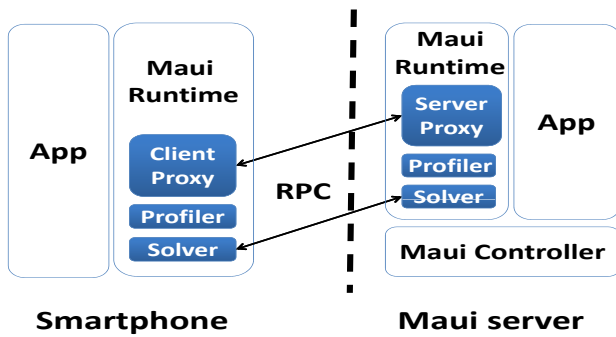 App
Maui
Runtime
Client
Proxy
Profiler
Solver
RPC
Maui
Runtime
Server
Proxy
Profiler
Solver
App
Maui Controller
Smartphone
Maui server